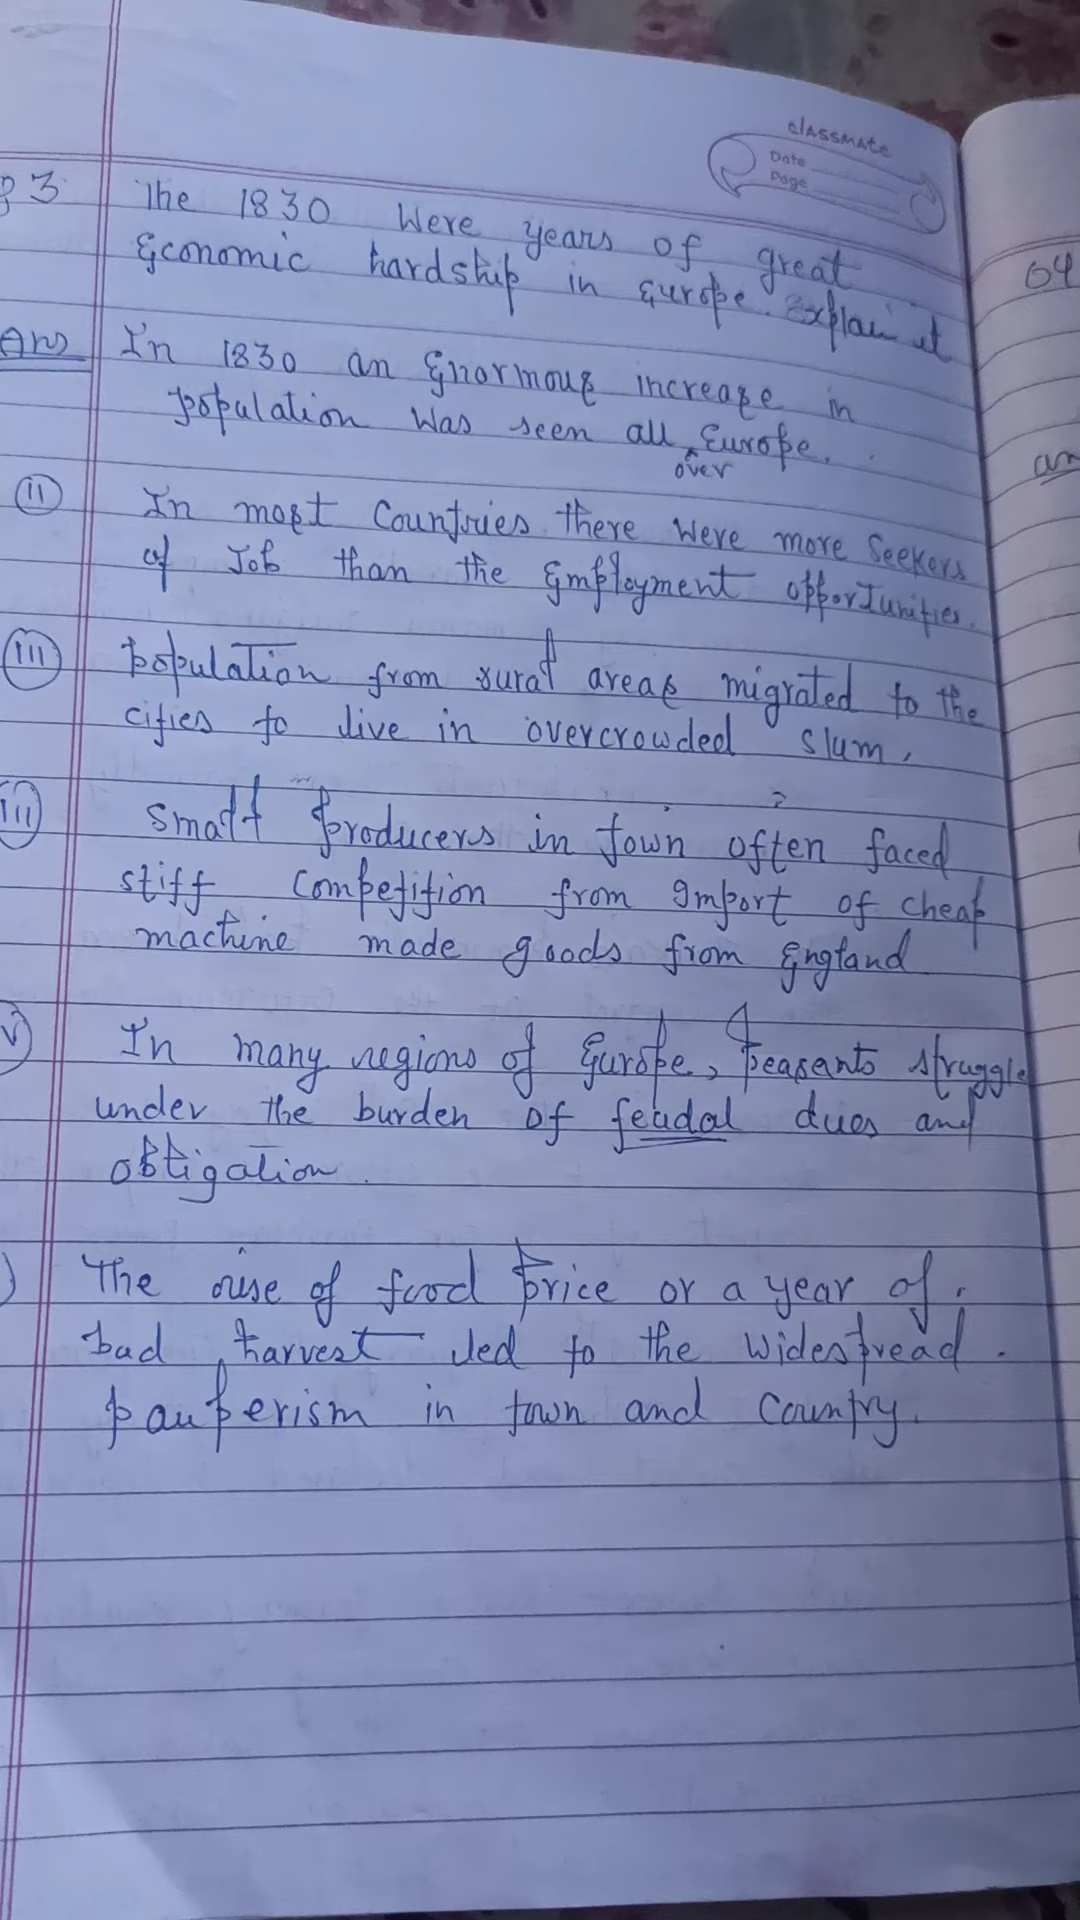 classmate
Date
Page
3 The 1830 Were years of great
Economic hardship in Europe. Explain it
Ans In 1830 an Enormous increase in
population Was seen all over Europe.
(ii) In most Countries there Were more Seekers
of Job than the Employment opportunities.
(iii) population from rural areas migrated to the
cities to live in overcrowded slum.
Small producers in town often faced
stiff Competition from Import of cheap
machine made goods from England
In many regions of Europe, peasants struggle
under the burden of feudal dues and
obligation.
The rise of food price or a year of
bad harvest led to the Widespread
pauperism in town and Country.
04
an